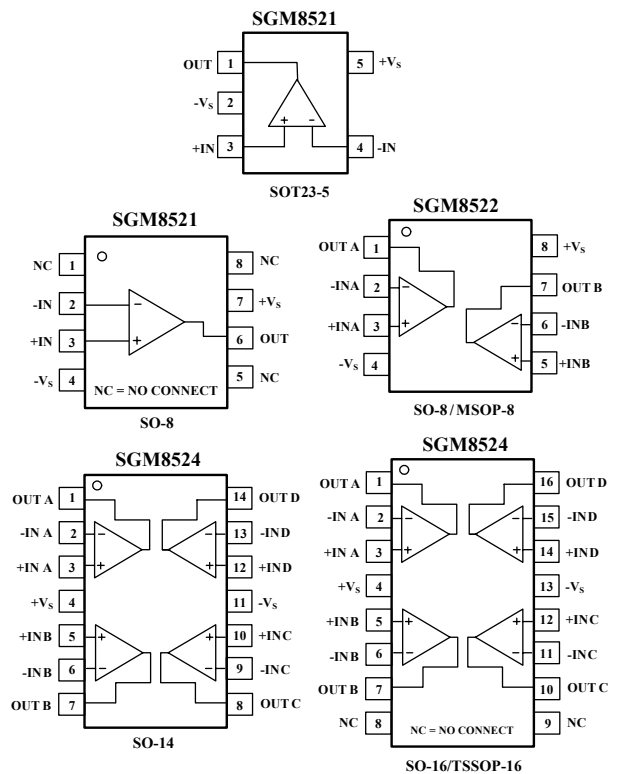 SGM8521
OUT 1 5 +VS
-VS 2
+ -
+IN 3 4 -IN
SOT23-5
SGM8521
NC 1 8 NC
-IN 2 - 7 +VS
+IN 3 + 6 OUT
-VS 4 5 NC
NC = NO CONNECT
SO-8
SGM8522
OUT A 1 8 +VS
-INA 2 - 7 OUT B
+INA 3 + - 6 -INB
-VS 4 + 5 +INB
SO-8/MSOP-8
SGM8524
OUT A 1 14 OUT D
-IN A 2 - - 13 -IND
+IN A 3 + + 12 +IND
+VS 4 11 -VS
+INB 5 + + 10 +INC
-INB 6 - - 9 -INC
OUT B 7 8 OUT C
SO-14
SGM8524
OUT A 1 16 OUT D
-IN A 2 - - 15 -IND
+IN A 3 + + 14 +IND
+VS 4 13 -VS
+INB 5 + + 12 +INC
-INB 6 - - 11 -INC
OUT B 7 10 OUT C
NC 8 NC = NO CONNECT 9 NC
SO-16/TSSOP-16